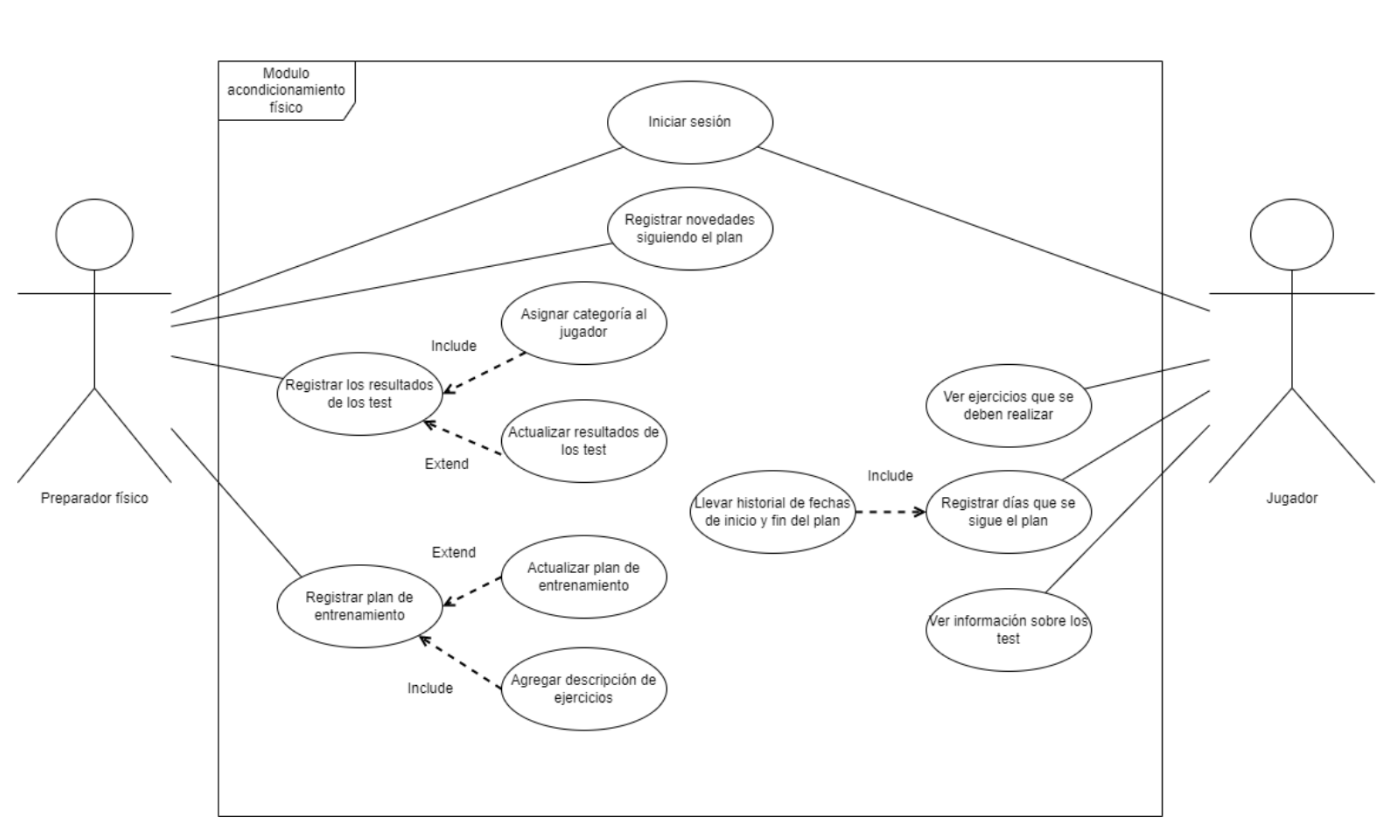 Modulo
acondicionamiento
físico
Iniciar sesión
Registrar novedades
siguiendo el plan
Asignar categoría al
jugador
Include
Registrar los resultados
de los test
Actualizar resultados de
los test
Extend
Ver ejercicios que se
deben realizar
Preparador físico
Jugador
Include
Llevar historial de fechas
de inicio y fin del plan
Registrar días que se
sigue el plan
Extend
Actualizar plan de
entrenamiento
Registrar plan de
entrenamiento
Ver información sobre los
test
Include
Agregar descripción de
ejercicios